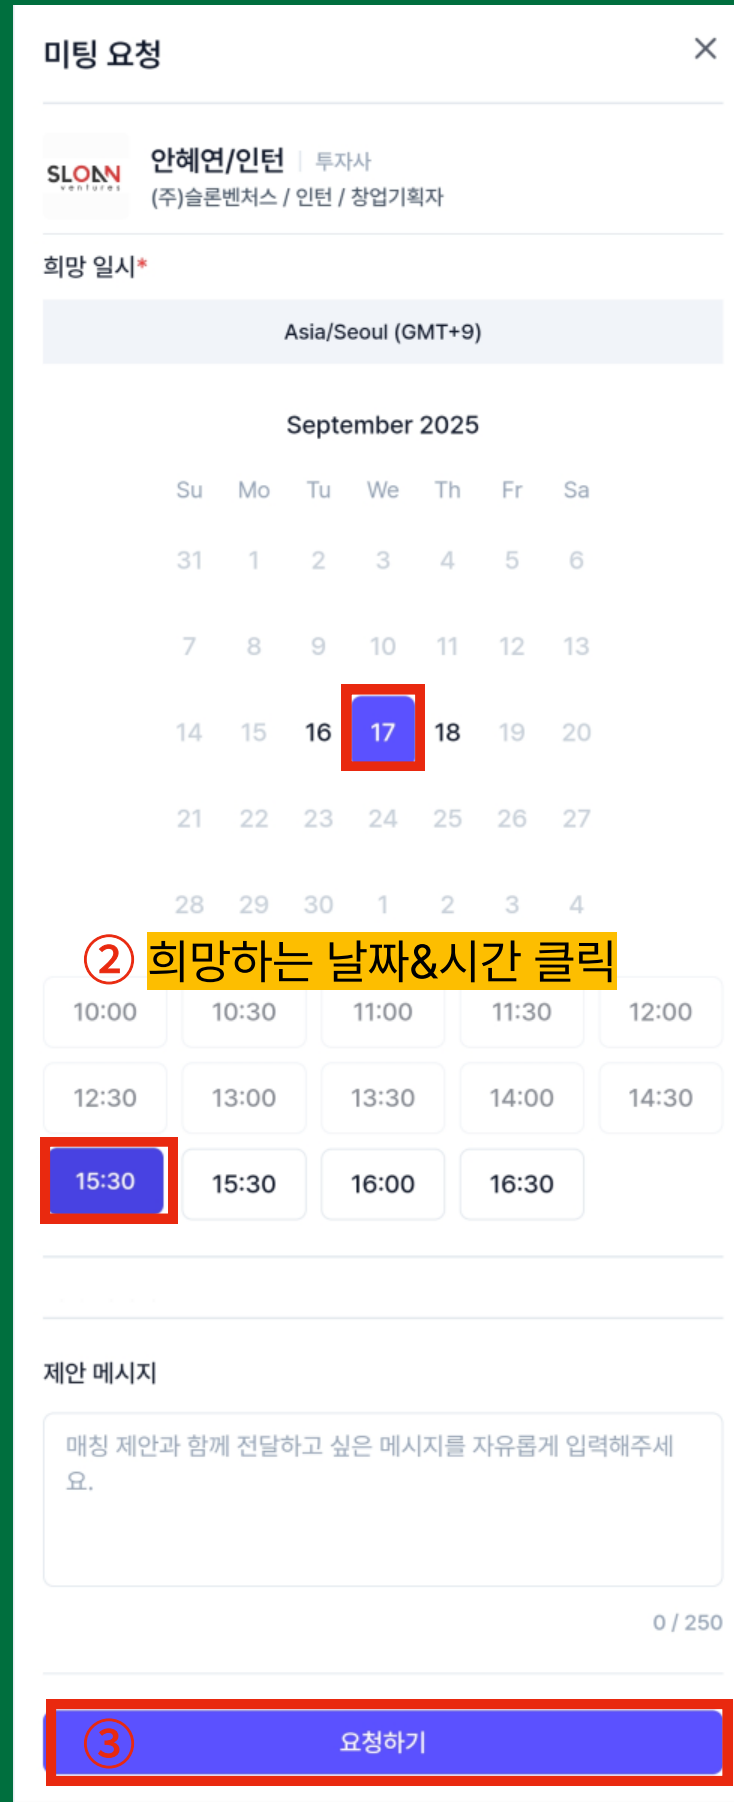 미팅 요청
SLOAN
ventures
안혜연/인턴 | 투자사
(주)슬론벤처스 / 인턴 / 창업기획자
희망 일시*
Asia/Seoul (GMT+9)
September 2025
Su Mo Tu We Th Fr Sa
31 1 2 3 4 5 6
7 8 9 10 11 12 13
14 15 16 17 18 19 20
21 22 23 24 25 26 27
28 29 30 1 2 3 4
② 희망하는 날짜&시간 클릭
10:00 10:30 11:00 11:30 12:00
12:30 13:00 13:30 14:00 14:30
15:30 15:30 16:00 16:30
제안 메시지
매칭 제안과 함께 전달하고 싶은 메시지를 자유롭게 입력해주세
요.
0 / 250
③ 요청하기